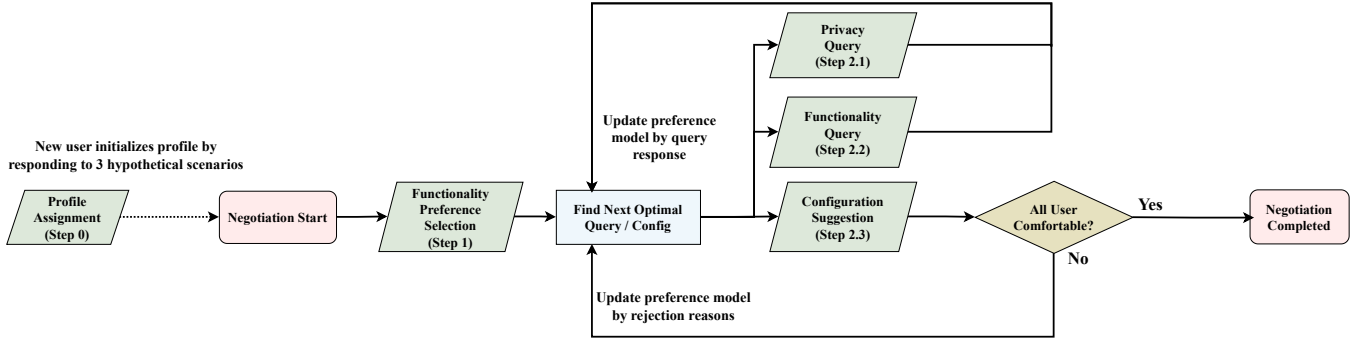 New user initializes profile by
responding to 3 hypothetical scenarios
Profile
Assignment
(Step 0)
Negotiation Start
Functionality
Preference
Selection
(Step 1)
Update preference
model by query
response
Find Next Optimal
Query / Config
Update preference model
by rejection reasons
Privacy
Query
(Step 2.1)
Functionality
Query
(Step 2.2)
Configuration
Suggestion
(Step 2.3)
All User
Comfortable?
Yes
No
Negotiation
Completed